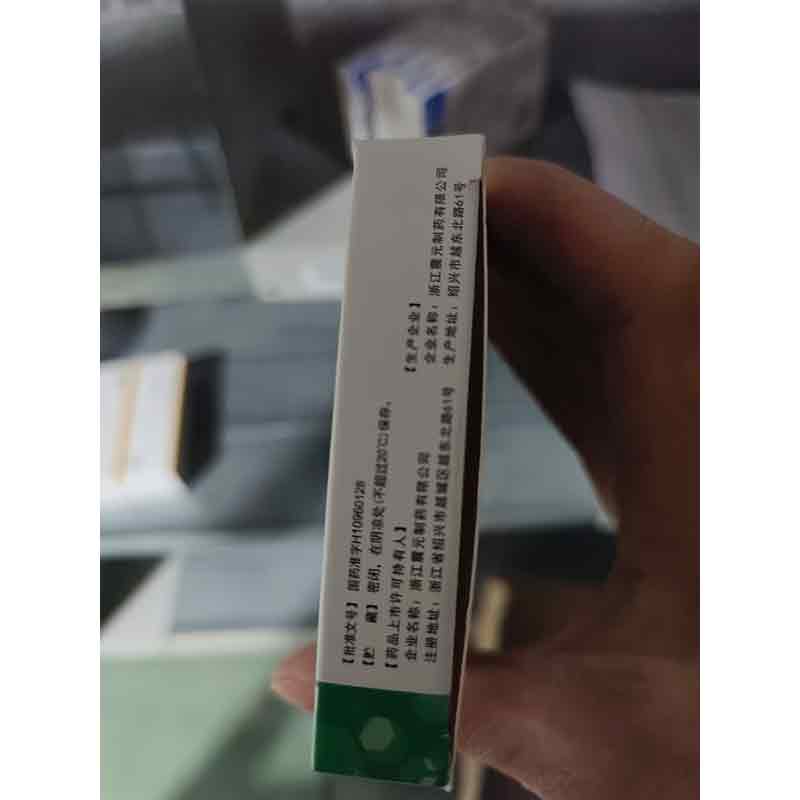 【批准文号】 国药准字H10960128
【贮　　藏】 密闭，在阴凉处(不超过20℃)保存。
【药品上市许可持有人】
企业名称：浙江震元制药有限公司
注册地址：浙江省绍兴市越城区越东北路61号
【生产企业】
企业名称：浙江震元制药有限公司
生产地址：绍兴市越东北路61号